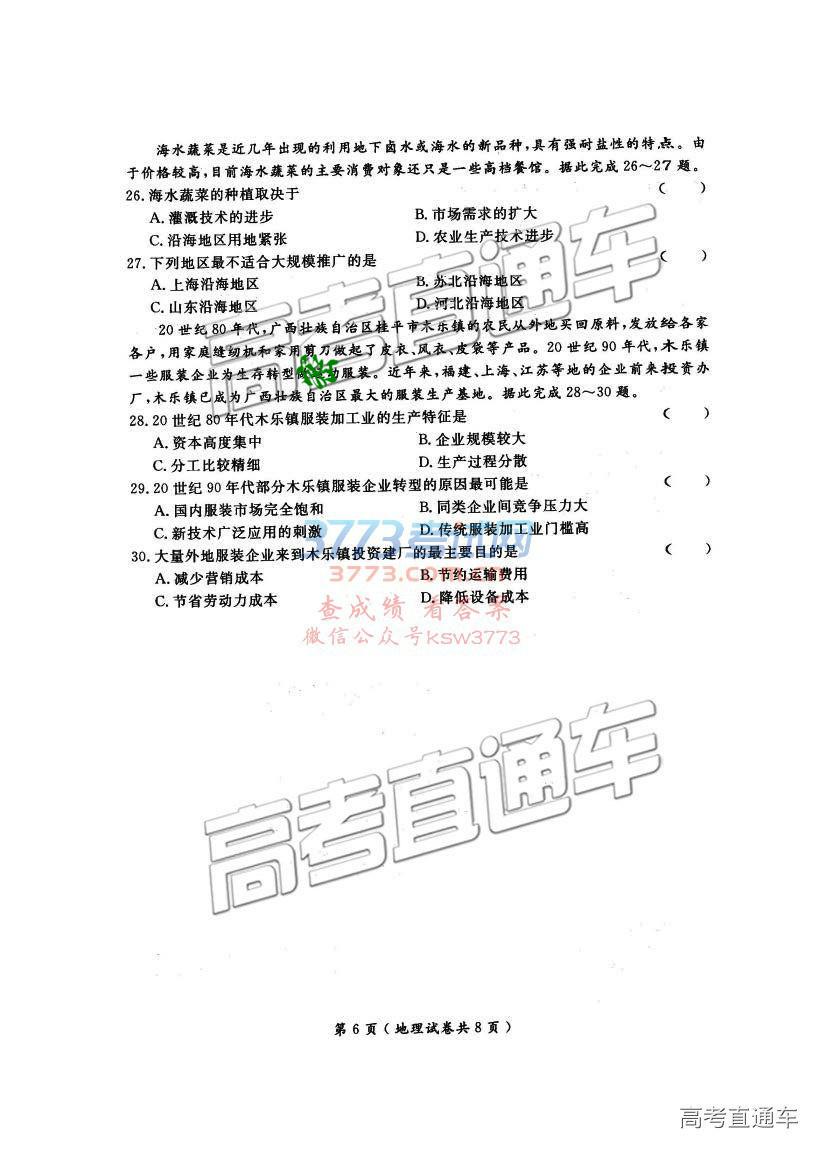 海水蔬菜是近几年出现的利用地下卤水或海水的新品种,具有强耐盐性的特点。由
于价格较高,目前海水蔬菜的主要消费对象还只是一些高档餐馆。据此完成26～27题。
26.海水蔬菜的种植取决于 ( )
A.灌溉技术的进步 B.市场需求的扩大
C.沿海地区用地紧张 D.农业生产技术进步
27.下列地区最不适合大规模推广的是 ( )
A.上海沿海地区 B.苏北沿海地区
C.山东沿海地区 D.河北沿海地区
20世纪80年代,广西壮族自治区桂平市木乐镇的农民从外地买回原料,发放给各家
各户,用家庭缝纫机和家用剪刀做起了皮衣、风衣、皮袋等产品。20世纪90年代,木乐镇
一些服装企业为生存转型做运动服装。近年来,福建、上海、江苏等地的企业前来投资办
厂,木乐镇已成为广西壮族自治区最大的服装生产基地。据此完成28～30题。
28.20世纪80年代木乐镇服装加工业的生产特征是 ( )
A.资本高度集中 B.企业规模较大
C.分工比较精细 D.生产过程分散
29.20世纪90年代部分木乐镇服装企业转型的原因最可能是 ( )
A.国内服装市场完全饱和 B.同类企业间竞争压力大
C.新技术广泛应用的刺激 D.传统服装加工业门槛高
30.大量外地服装企业来到木乐镇投资建厂的最主要目的是 ( )
A.减少营销成本 B.节约运输费用
C.节省劳动力成本 D.降低设备成本
高考直通车
3773考试网
3773.com.cn
查成绩 看答案
微信公众号ksw3773
高考直通车
第6页(地理试卷共8页)
高考直通车